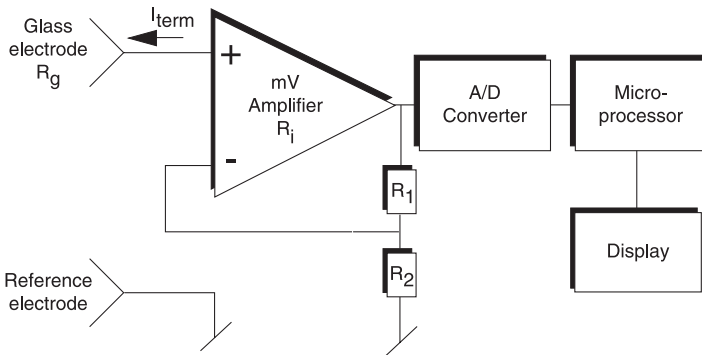 Glass
electrode
Rg
Iterm
+
mV
Amplifier
Ri
-
A/D
Converter
Micro-
processor
R1
R2
Display
Reference
electrode